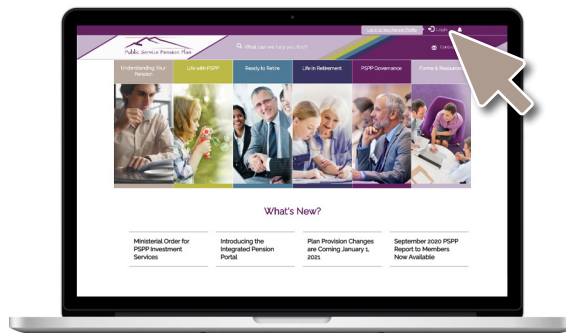 Login
Public Service Pension Plan
What can we help you find?
Understanding Your
Pension
Life with PSPP
Ready to Retire
Life in Retirement
PSPP Governance
Forms & Resources
What's New?
Ministerial Order for
PSPP Investment
Services
Introducing the
Integrated Pension
Portal
Plan Provision Changes
are Coming January 1,
2021
September 2020 PSPP
Report to Members
Now Available